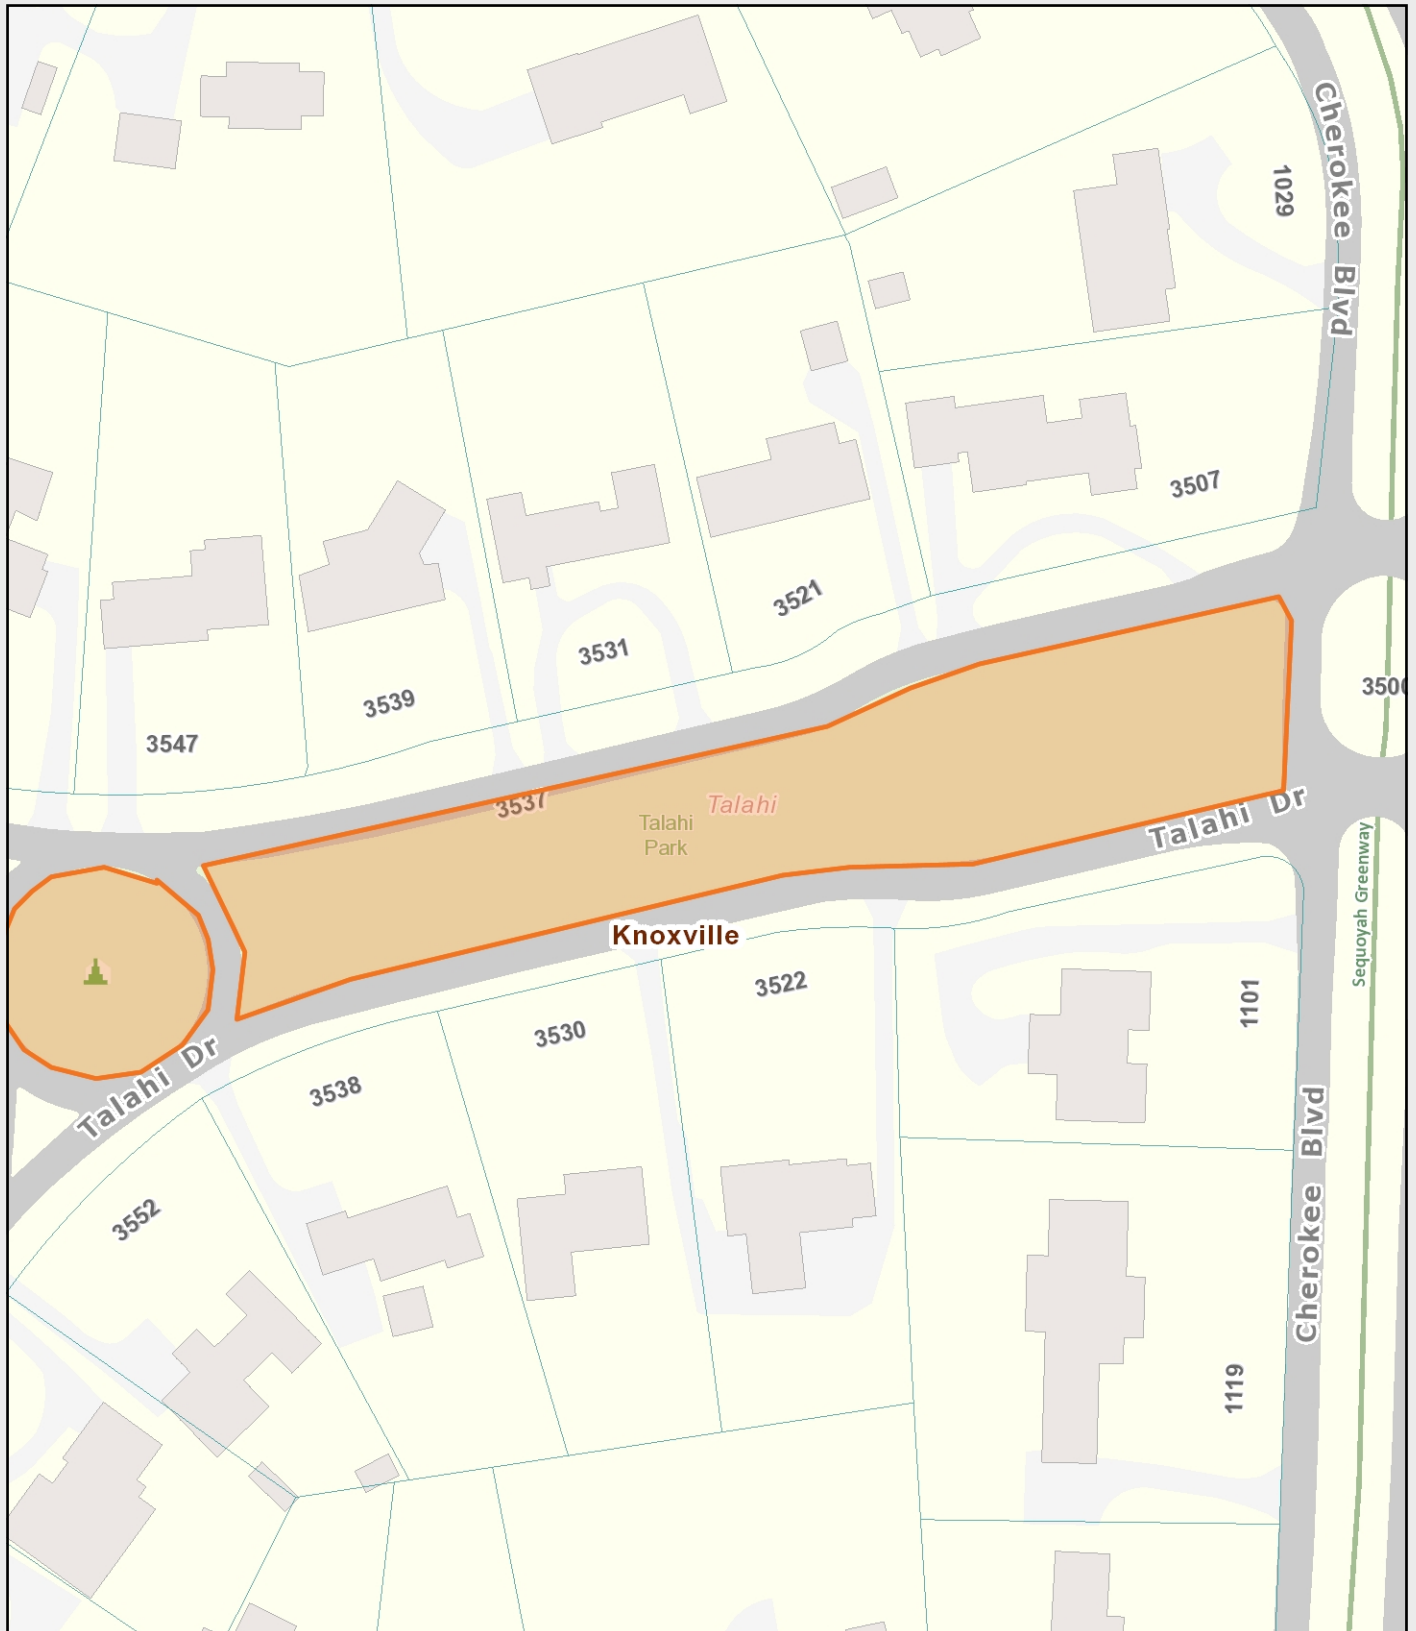 Cherokee Blvd
1029
3507
3521
3531
3539
3547
3500
3537
Talahi
Talahi
Park
Talahi Dr
Knoxville
Sequoyah Greenway
3522
1101
3530
Talahi Dr
3538
Cherokee Blvd
3552
1119